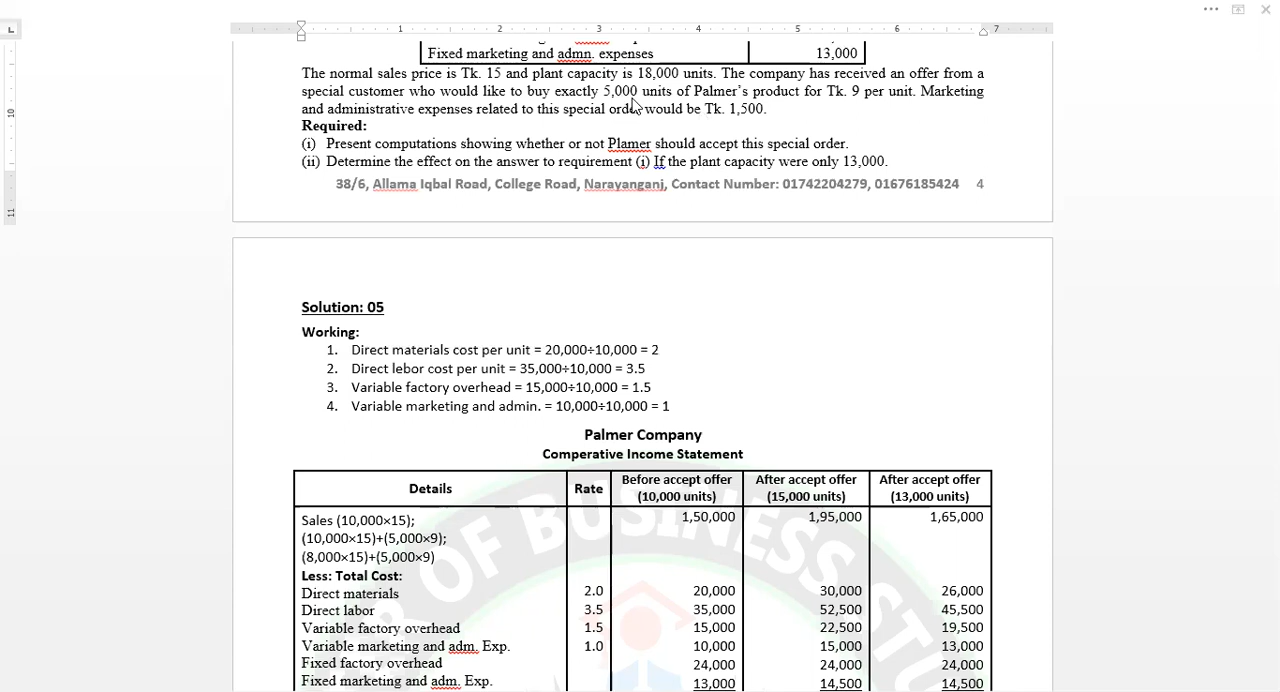 1 2 3 4 5 6 7
Fixed marketing and admn. expenses 13,000
The normal sales price is Tk. 15 and plant capacity is 18,000 units. The company has received an offer from a
special customer who would like to buy exactly 5,000 units of Palmer's product for Tk. 9 per unit. Marketing
and administrative expenses related to this special order would be Tk. 1,500.
Required:
(i) Present computations showing whether or not Plamer should accept this special order.
(ii) Determine the effect on the answer to requirement (i) If the plant capacity were only 13,000.
38/6, Allama Iqbal Road, College Road, Narayanganj, Contact Number: 01742204279, 01676185424 4
10
11
Solution: 05
Working:
1. Direct materials cost per unit = 20,000÷10,000 = 2
2. Direct lebor cost per unit = 35,000÷10,000 = 3.5
3. Variable factory overhead = 15,000÷10,000 = 1.5
4. Variable marketing and admin. = 10,000÷10,000 = 1
Palmer Company
Comperative Income Statement
Details Rate Before accept offer (10,000 units) After accept offer (15,000 units) After accept offer (13,000 units)
Sales (10,000×15); 1,50,000 1,95,000 1,65,000
(10,000×15)+(5,000×9);
(8,000×15)+(5,000×9)
Less: Total Cost:
Direct materials 2.0 20,000 30,000 26,000
Direct labor 3.5 35,000 52,500 45,500
Variable factory overhead 1.5 15,000 22,500 19,500
Variable marketing and adm. Exp. 1.0 10,000 15,000 13,000
Fixed factory overhead 24,000 24,000 24,000
Fixed marketing and adm. Exp. 13,000 14,500 14,500
OF BUSINESS STU